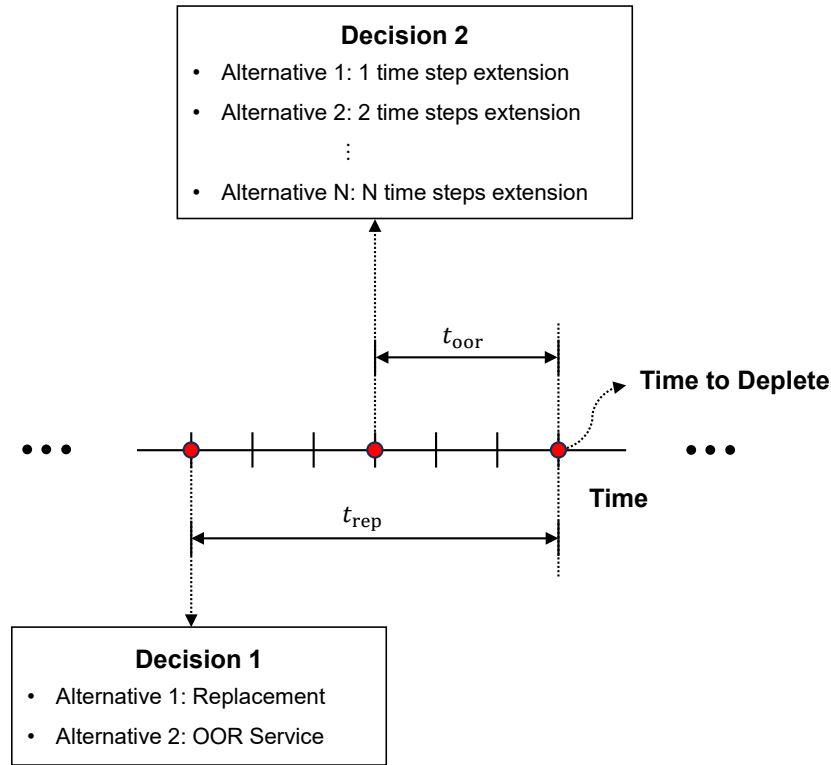 Decision 2
• Alternative 1: 1 time step extension
• Alternative 2: 2 time steps extension
⋮
• Alternative N: N time steps extension
t_oor
Time to Deplete
Time
t_rep
Decision 1
• Alternative 1: Replacement
• Alternative 2: OOR Service